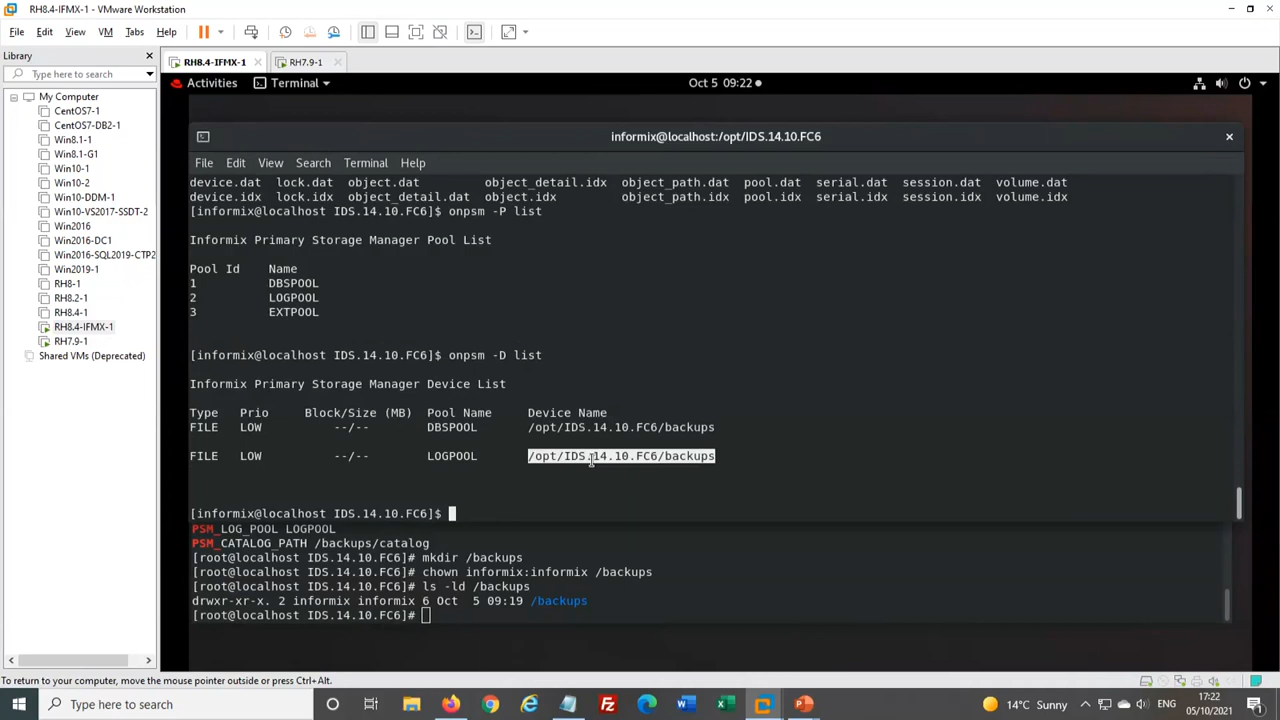 RH8.4-IFMX-1 - VMware Workstation
File Edit View VM Tabs Help
Library
Type here to search
My Computer
CentOS7-1
CentOS7-DB2-1
Win8.1-1
Win8.1-G1
Win10-1
Win10-2
Win10-DDM-1
Win10-VS2017-SSDT-2
Win2016
Win2016-DC1
Win2016-SQL2019-CTP2
Win2019-1
RH8-1
RH8.2-1
RH8.4-1
RH8.4-IFMX-1
RH7.9-1
Shared VMs (Deprecated)
RH8.4-IFMX-1 RH7.9-1
Activities Terminal Oct 5 09:22
informix@localhost:/opt/IDS.14.10.FC6
File Edit View Search Terminal Help
device.dat lock.dat object.dat object_detail.idx object_path.dat pool.dat serial.dat session.dat volume.dat
device.idx lock.idx object_detail.dat object.idx object_path.idx pool.idx serial.idx session.idx volume.idx
[informix@localhost IDS.14.10.FC6]$ onpsm -P list
Informix Primary Storage Manager Pool List
Pool Id Name
1 DBSPOOL
2 LOGPOOL
3 EXTPOOL
[informix@localhost IDS.14.10.FC6]$ onpsm -D list
Informix Primary Storage Manager Device List
Type Prio Block/Size (MB) Pool Name Device Name
FILE LOW --/-- DBSPOOL /opt/IDS.14.10.FC6/backups
FILE LOW --/-- LOGPOOL /opt/IDS.14.10.FC6/backups
[informix@localhost IDS.14.10.FC6]$
PSM_LOG_POOL LOGPOOL
PSM_CATALOG_PATH /backups/catalog
[root@localhost IDS.14.10.FC6]# mkdir /backups
[root@localhost IDS.14.10.FC6]# chown informix:informix /backups
[root@localhost IDS.14.10.FC6]# ls -ld /backups
drwxr-xr-x. 2 informix informix 6 Oct 5 09:19 /backups
[root@localhost IDS.14.10.FC6]#
To return to your computer, move the mouse pointer outside or press Ctrl+Alt.
Type here to search
14°C Sunny
ENG
17:22
05/10/2021